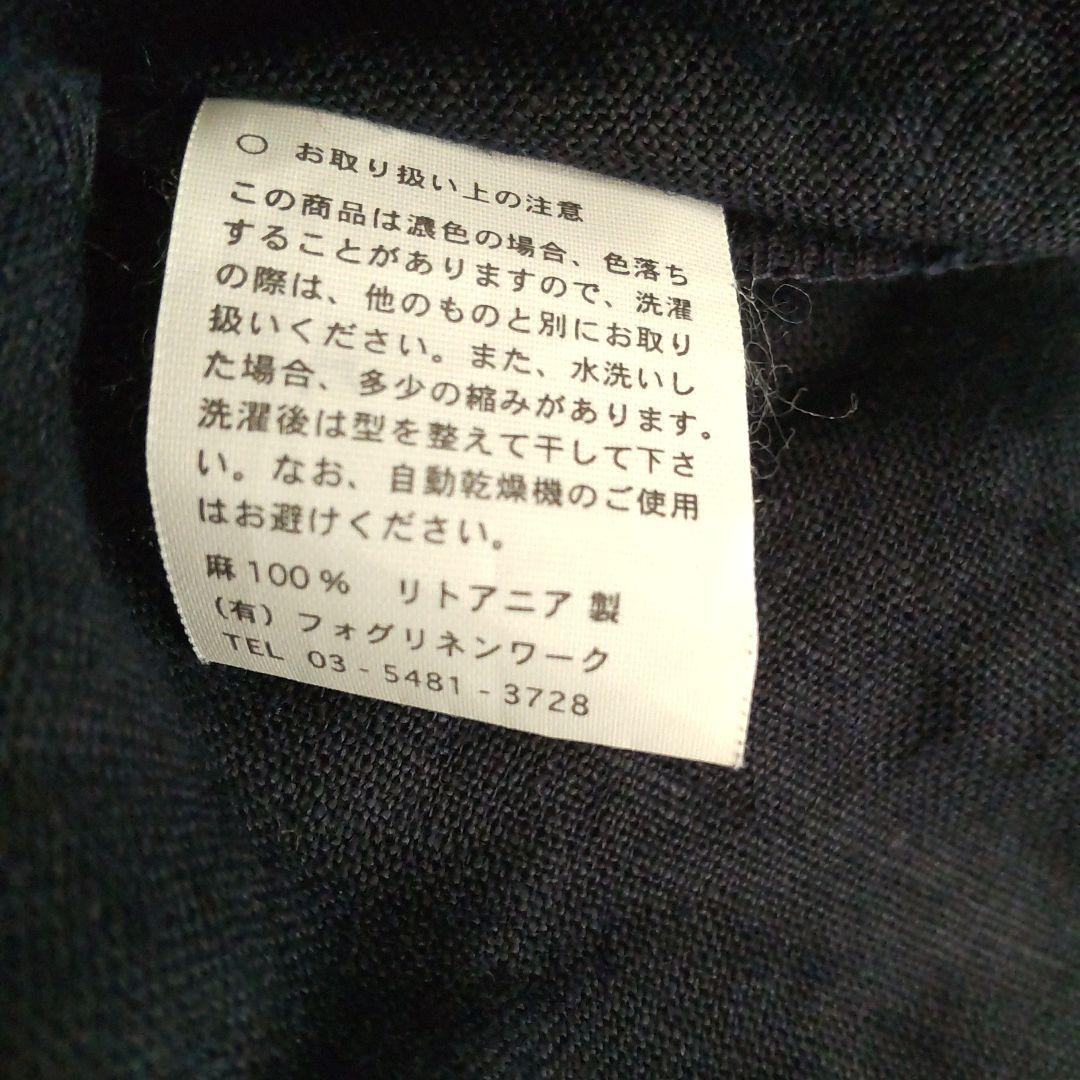 ○ お取り扱い上の注意
この商品は濃色の場合、色落ち
することがありますので、洗濯
の際は、他のものと別にお取り
扱いください。また、水洗いし
た場合、多少の縮みがあります。
洗濯後は型を整えて干して下さ
い。なお、自動乾燥機のご使用
はお避けください。
麻100% リトアニア製
(有)フォグリネンワーク
TEL 03-5481-3728